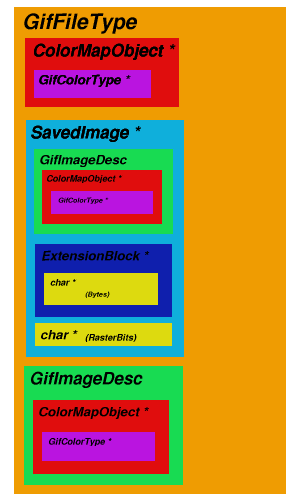 GifFileType
ColorMapObject *
GifColorType *
SavedImage *
GifImageDesc
ColorMapObject *
GifColorType *
ExtensionBlock *
char *
(Bytes)
char * (RasterBits)
GifImageDesc
ColorMapObject *
GifColorType *